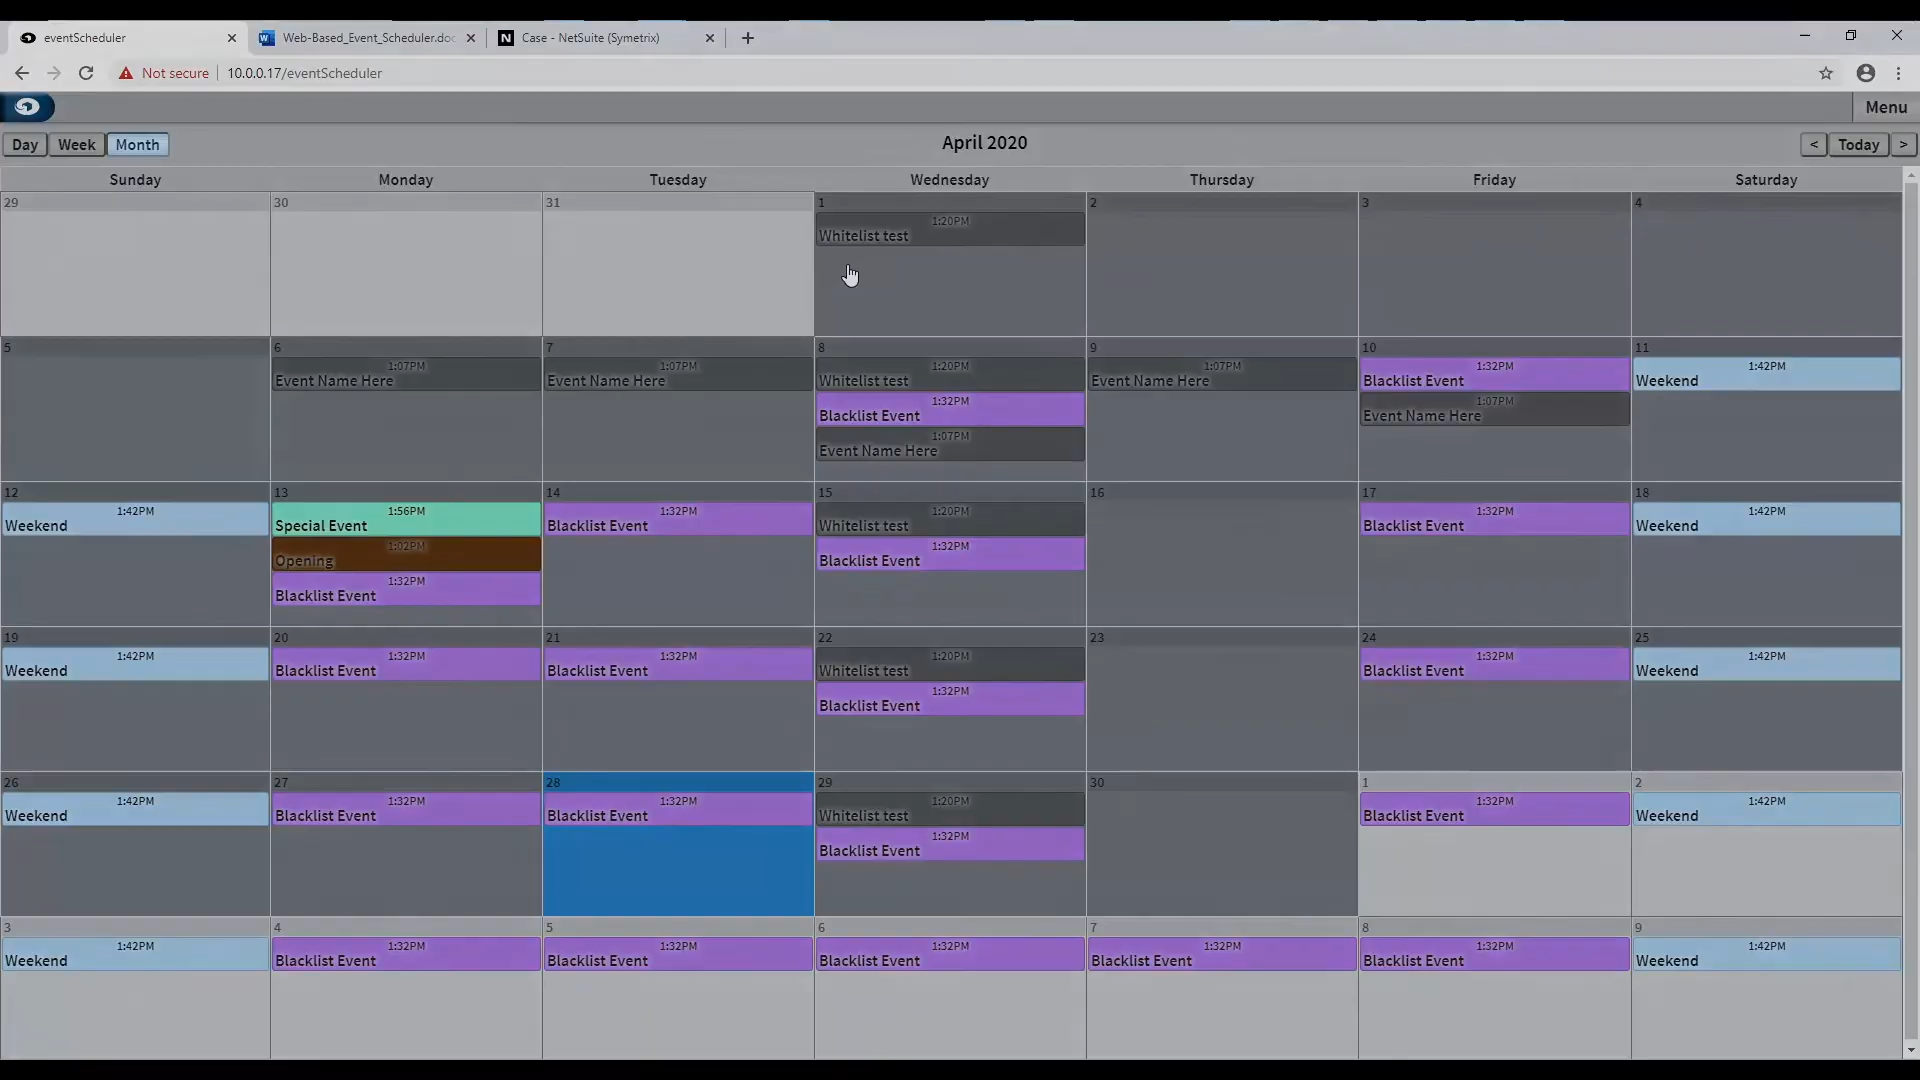 eventScheduler
Web-Based_Event_Scheduler.doc
Case - NetSuite (Symetrix)
Not secure
10.0.0.17/eventScheduler
Menu
Day Week Month
April 2020
< Today >
Sunday Monday Tuesday Wednesday Thursday Friday Saturday
29 30 31 1 2 3 4
1:20PM
Whitelist test
5 6 7 8 9 10 11
1:07PM 1:07PM 1:20PM 1:07PM 1:32PM 1:42PM
Event Name Here Event Name Here Whitelist test Event Name Here Blacklist Event Weekend
1:32PM 1:07PM
Blacklist Event Event Name Here
1:07PM
Event Name Here
12 13 14 15 16 17 18
1:42PM 1:56PM 1:32PM 1:20PM 1:32PM 1:42PM
Weekend Special Event Blacklist Event Whitelist test Blacklist Event Weekend
1:02PM 1:32PM
Opening Blacklist Event
1:32PM
Blacklist Event
19 20 21 22 23 24 25
1:42PM 1:32PM 1:32PM 1:20PM 1:32PM 1:42PM
Weekend Blacklist Event Blacklist Event Whitelist test Blacklist Event Weekend
1:32PM
Blacklist Event
26 27 28 29 30 1 2
1:42PM 1:32PM 1:32PM 1:20PM 1:32PM 1:42PM
Weekend Blacklist Event Blacklist Event Whitelist test Blacklist Event Weekend
1:32PM
Blacklist Event
3 4 5 6 7 8 9
1:42PM 1:32PM 1:32PM 1:32PM 1:32PM 1:32PM 1:42PM
Weekend Blacklist Event Blacklist Event Blacklist Event Blacklist Event Blacklist Event Weekend